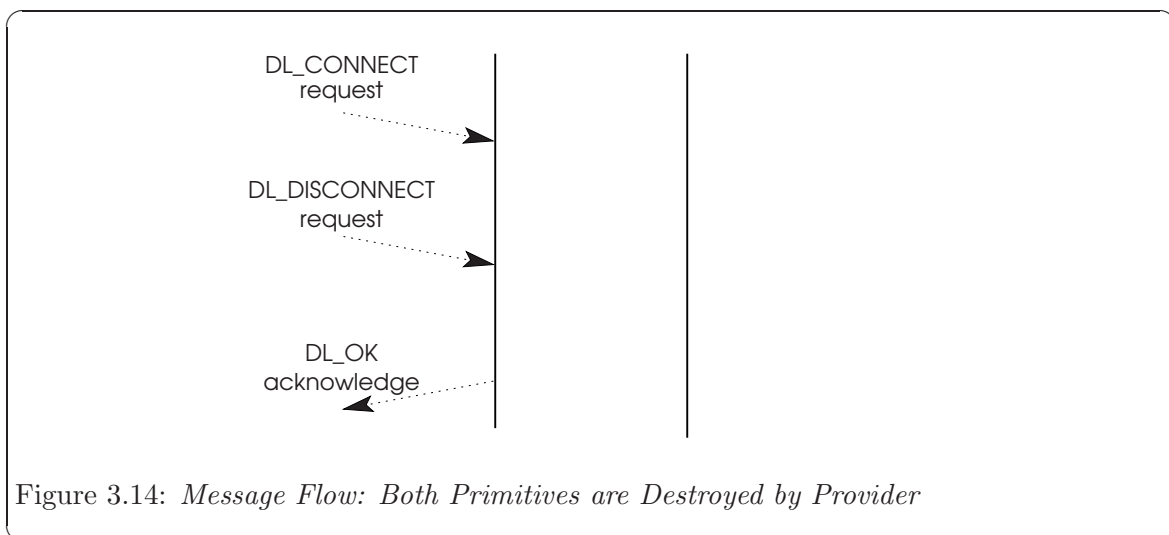 DL_CONNECT
request
DL_DISCONNECT
request
DL_OK
acknowledge
Figure 3.14: Message Flow: Both Primitives are Destroyed by Provider